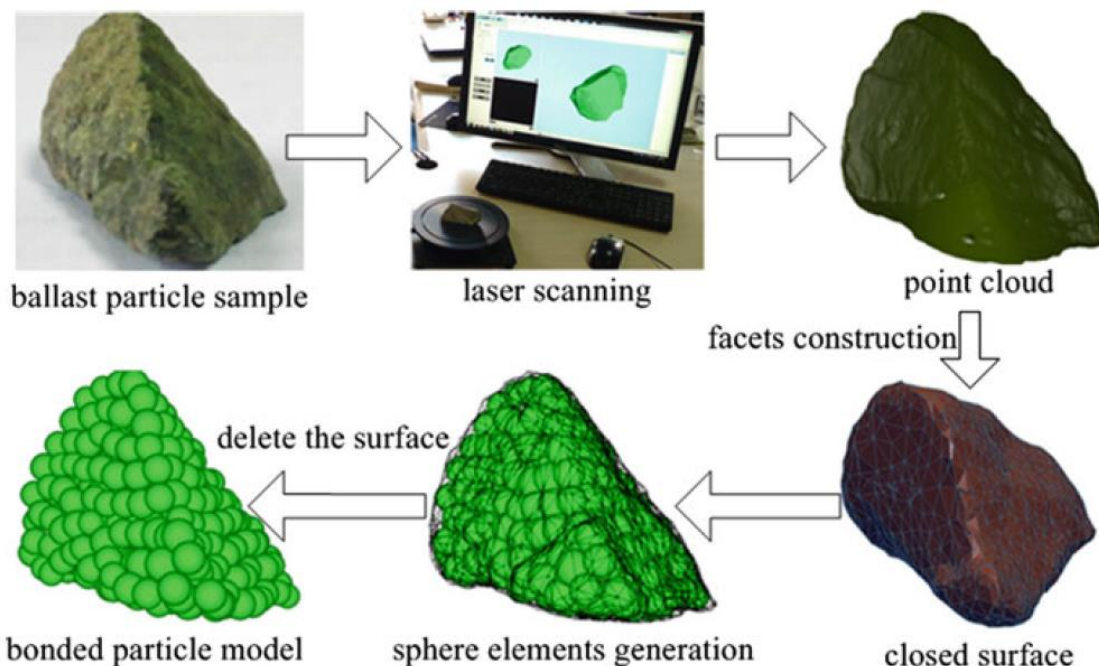 ballast particle sample
laser scanning
point cloud
facets construction
delete the surface
bonded particle model
sphere elements generation
closed surface